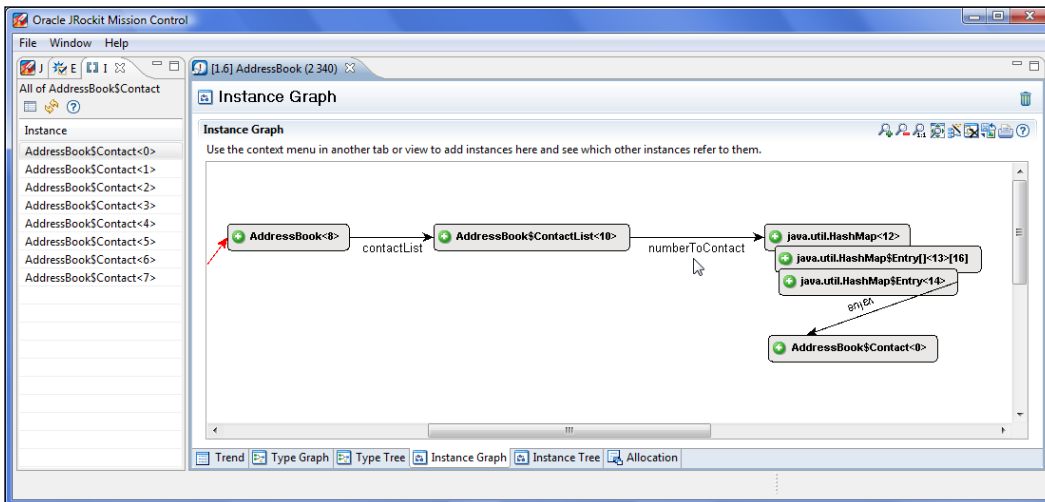 Oracle JRockit Mission Control
File Window Help
J E I
[1.6] AddressBook (2 340)
All of AddressBook$Contact
Instance
AddressBook$Contact<0>
AddressBook$Contact<1>
AddressBook$Contact<2>
AddressBook$Contact<3>
AddressBook$Contact<4>
AddressBook$Contact<5>
AddressBook$Contact<6>
AddressBook$Contact<7>
Instance Graph
Instance Graph
1:1
Use the context menu in another tab or view to add instances here and see which other instances refer to them.
AddressBook<8>
contactList
AddressBook$ContactList<10>
numberToContact
java.util.HashMap<12>
java.util.HashMap$Entry[]<13>[16]
java.util.HashMap$Entry<14>
value
AddressBook$Contact<0>
Trend Type Graph Type Tree Instance Graph Instance Tree Allocation